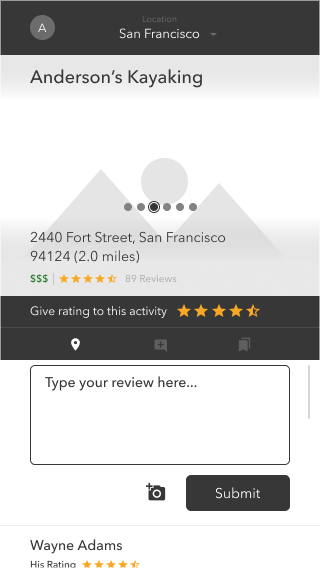 A
Location
San Francisco
Anderson’s Kayaking
2440 Fort Street, San Francisco
94124 (2.0 miles)
$$$ 89 Reviews
Give rating to this activity
Type your review here...
Submit
Wayne Adams
His Rating